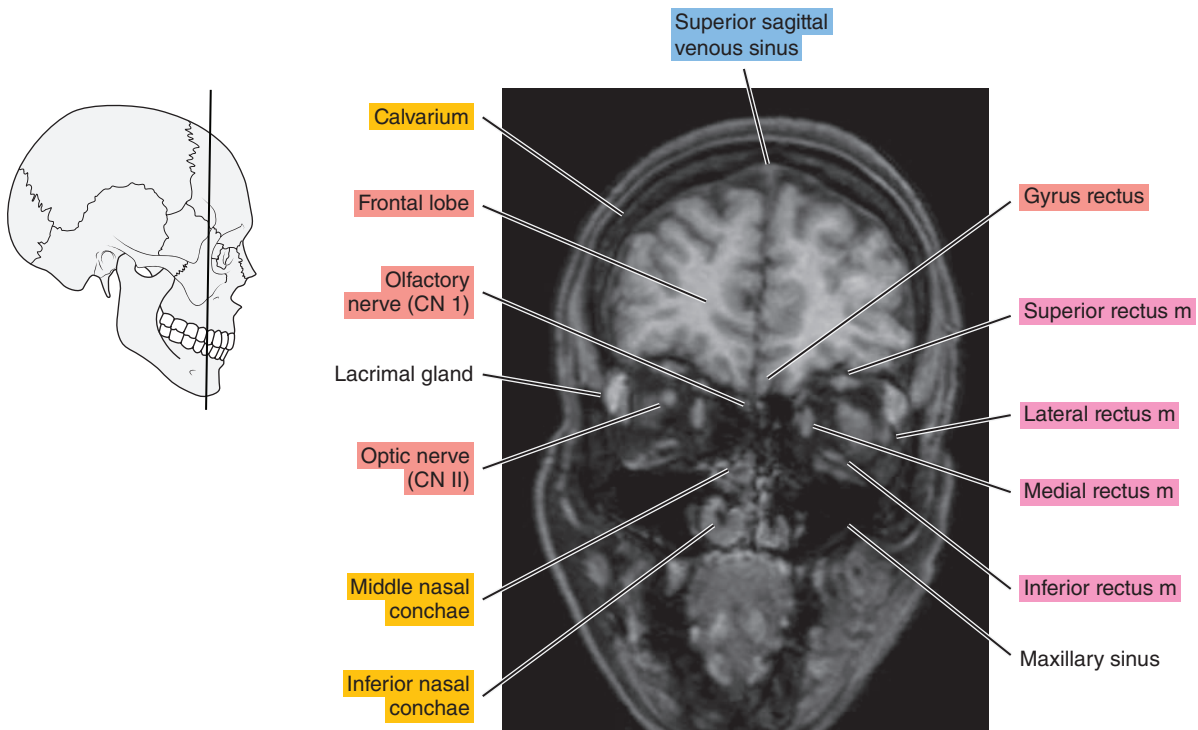 Superior sagittal
venous sinus
Calvarium
Frontal lobe
Olfactory
nerve (CN 1)
Lacrimal gland
Optic nerve
(CN II)
Middle nasal
conchae
Inferior nasal
conchae
Gyrus rectus
Superior rectus m
Lateral rectus m
Medial rectus m
Inferior rectus m
Maxillary sinus